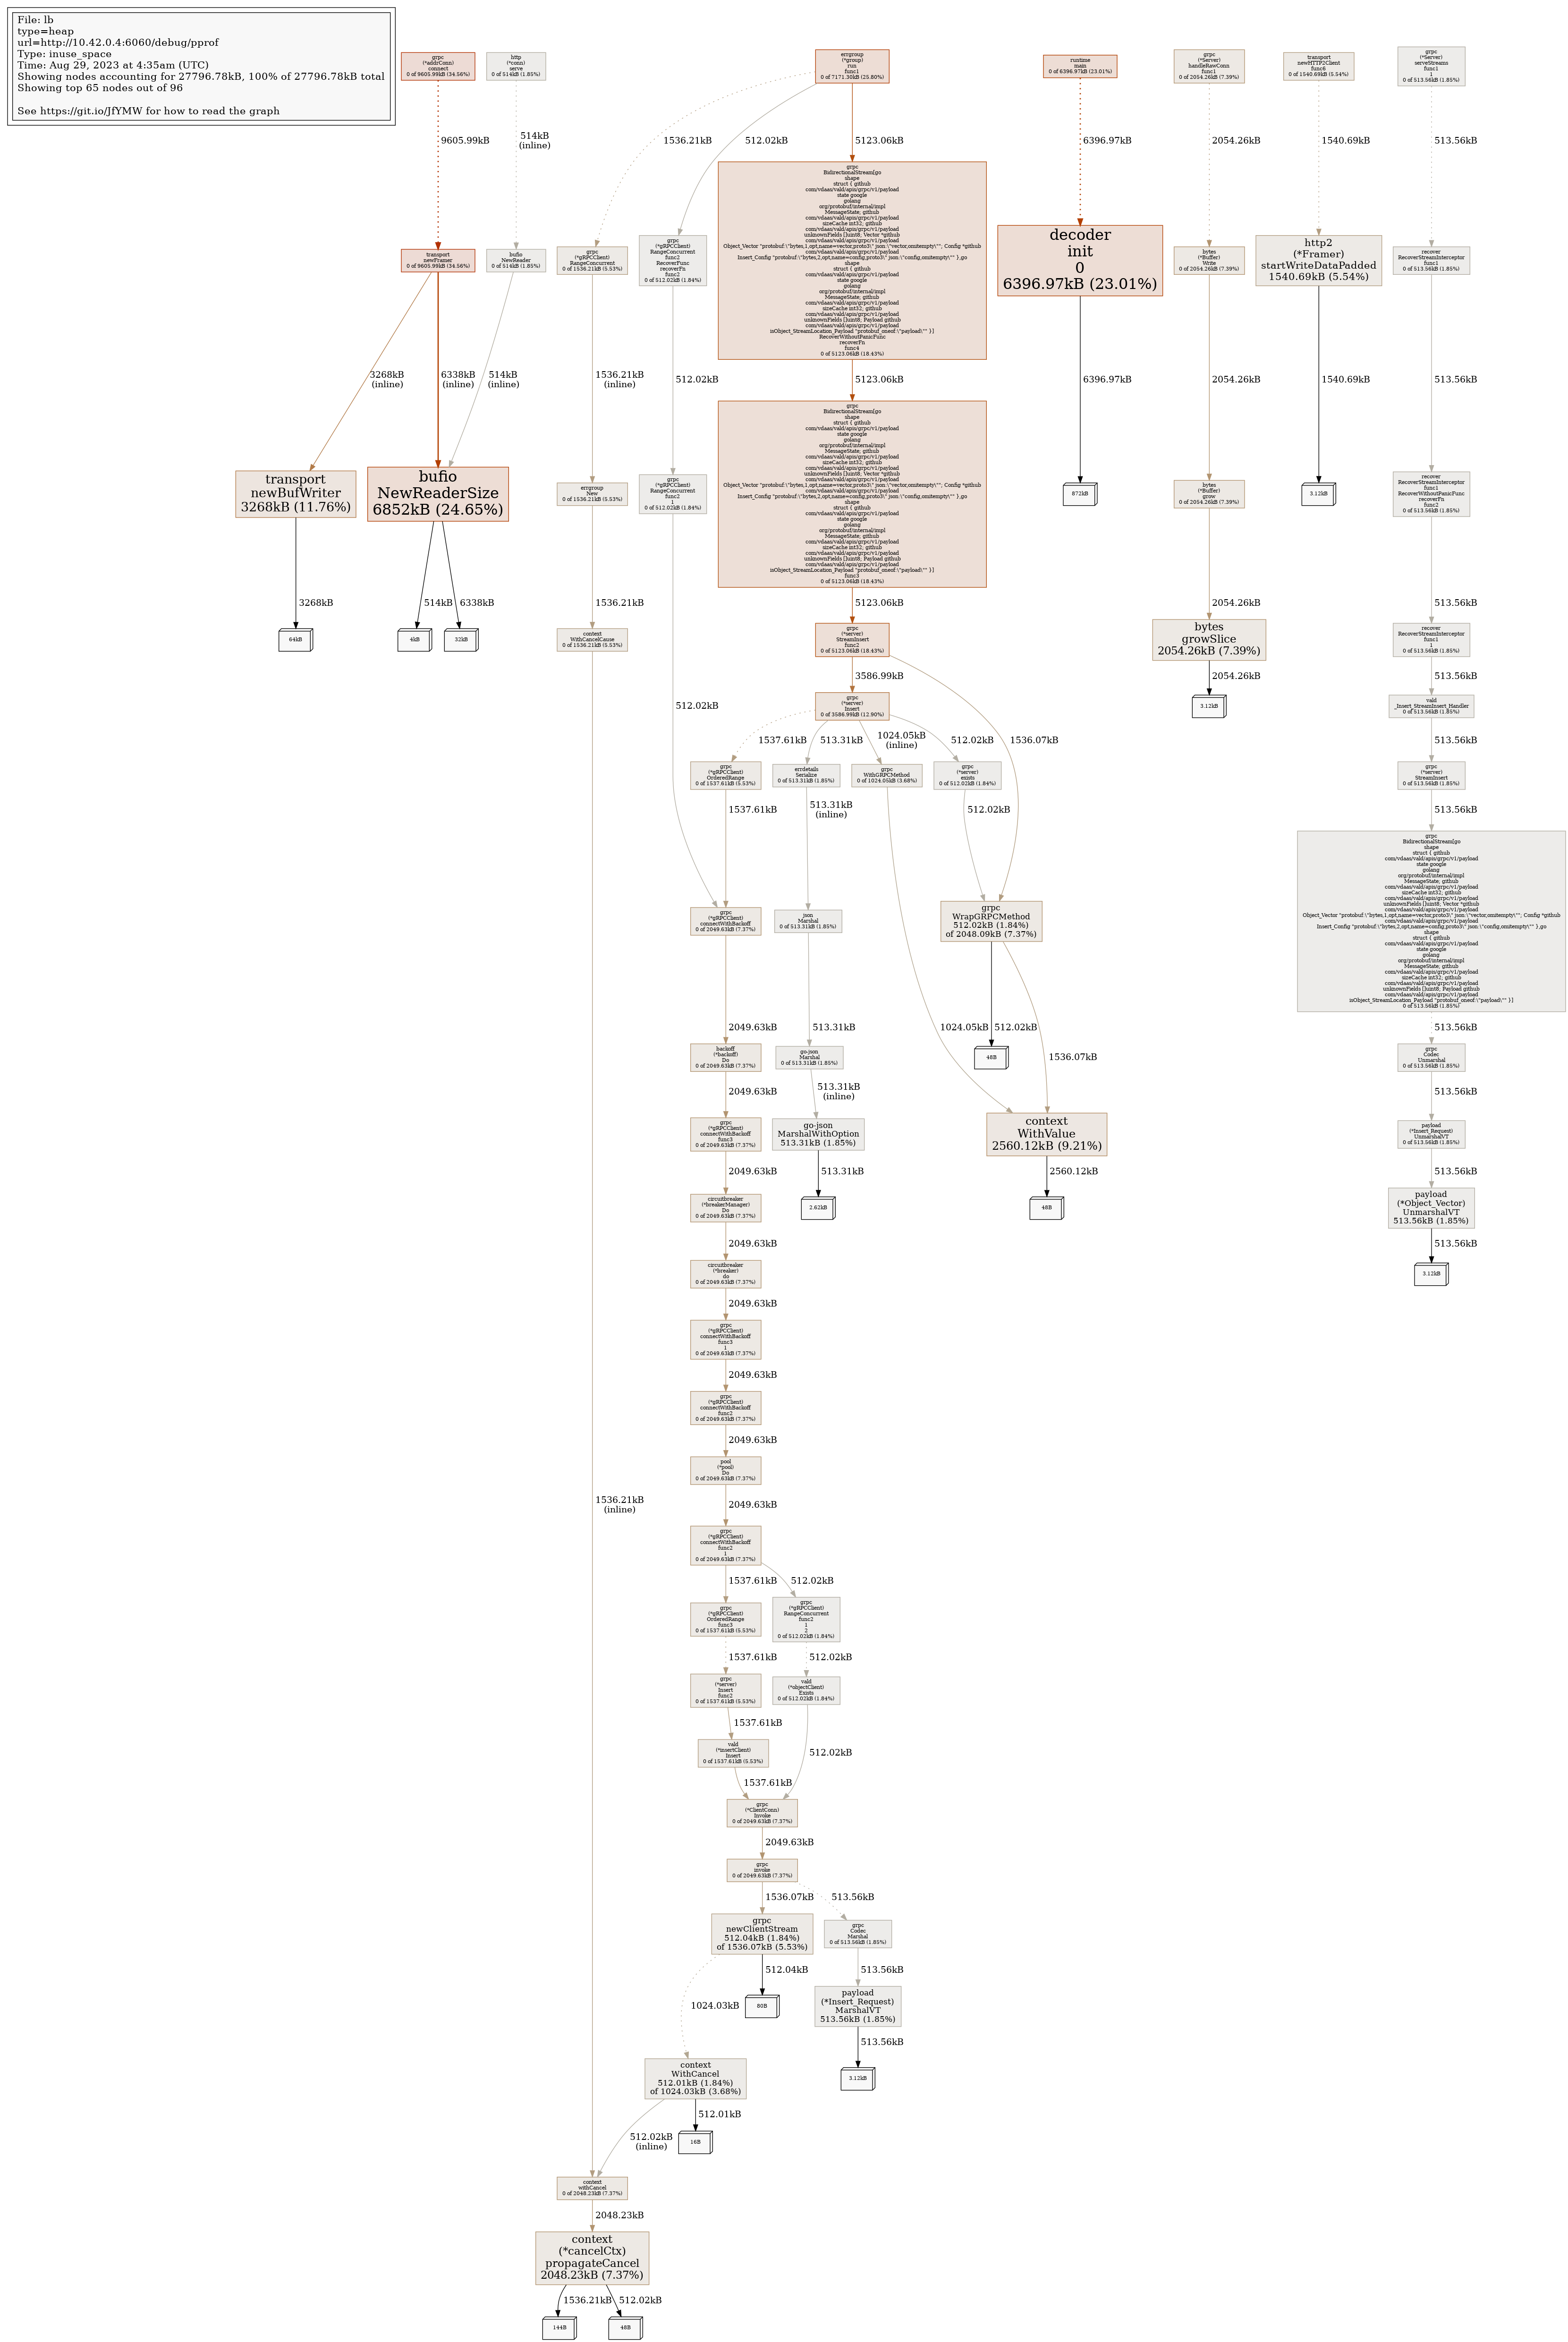 File: lb
type=heap
url=http://10.42.0.4:6060/debug/pprof
Type: inuse_space
Time: Aug 29, 2023 at 4:35am (UTC)
Showing nodes accounting for 27796.78kB, 100% of 27796.78kB total
Showing top 65 nodes out of 96
See https://git.io/JfYMW for how to read the graph
grpc
(*addrConn)
connect
0 of 9605.99kB (34.56%)
http
(*conn)
serve
0 of 514kB (1.85%)
errgroup
(*group)
run
func1
0 of 7171.30kB (25.80%)
runtime
main
0 of 6396.97kB (23.01%)
grpc
(*Server)
handleRawConn
func1
0 of 2054.26kB (7.39%)
transport
newHTTP2Client
func6
0 of 1540.69kB (5.54%)
grpc
(*Server)
serveStreams
func1
1
0 of 513.56kB (1.85%)
9605.99kB
514kB
(inline)
1536.21kB
512.02kB
5123.06kB
6396.97kB
2054.26kB
1540.69kB
513.56kB
transport
newFramer
0 of 9605.99kB (34.56%)
bufio
NewReader
0 of 514kB (1.85%)
grpc
(*gRPCClient)
RangeConcurrent
0 of 1536.21kB (5.53%)
grpc
(*gRPCClient)
RangeConcurrent
func2
RecoverFunc
recoverFn
func2
0 of 512.02kB (1.84%)
grpc
BidirectionalStream[go
shape
struct { github
com/vdaas/vald/apis/grpc/v1/payload
state google
golang
org/protobuf/internal/impl
MessageState; github
com/vdaas/vald/apis/grpc/v1/payload
sizeCache int32; github
com/vdaas/vald/apis/grpc/v1/payload
unknownFields []uint8; Vector *github
com/vdaas/vald/apis/grpc/v1/payload
Object_Vector "protobuf:\"bytes,1,opt,name=vector,proto3\" json:\"vector,omitempty\""; Config *github
com/vdaas/vald/apis/grpc/v1/payload
Insert_Config "protobuf:\"bytes,2,opt,name=config,proto3\" json:\"config,omitempty\"" },go
shape
struct { github
com/vdaas/vald/apis/grpc/v1/payload
state google
golang
org/protobuf/internal/impl
MessageState; github
com/vdaas/vald/apis/grpc/v1/payload
sizeCache int32; github
com/vdaas/vald/apis/grpc/v1/payload
unknownFields []uint8; Payload github
com/vdaas/vald/apis/grpc/v1/payload
isObject_StreamLocation_Payload "protobuf_oneof:\"payload\"" }]
RecoverWithoutPanicFunc
recoverFn
func4
0 of 5123.06kB (18.43%)
decoder
init
0
6396.97kB (23.01%)
bytes
(*Buffer)
Write
0 of 2054.26kB (7.39%)
http2
(*Framer)
startWriteDataPadded
1540.69kB (5.54%)
recover
RecoverStreamInterceptor
func1
0 of 513.56kB (1.85%)
3268kB
(inline)
6338kB
(inline)
514kB
(inline)
1536.21kB
(inline)
512.02kB
5123.06kB
6396.97kB
2054.26kB
1540.69kB
513.56kB
transport
newBufWriter
3268kB (11.76%)
bufio
NewReaderSize
6852kB (24.65%)
errgroup
New
0 of 1536.21kB (5.53%)
grpc
(*gRPCClient)
RangeConcurrent
func2
1
0 of 512.02kB (1.84%)
grpc
BidirectionalStream[go
shape
struct { github
com/vdaas/vald/apis/grpc/v1/payload
state google
golang
org/protobuf/internal/impl
MessageState; github
com/vdaas/vald/apis/grpc/v1/payload
sizeCache int32; github
com/vdaas/vald/apis/grpc/v1/payload
unknownFields []uint8; Vector *github
com/vdaas/vald/apis/grpc/v1/payload
Object_Vector "protobuf:\"bytes,1,opt,name=vector,proto3\" json:\"vector,omitempty\""; Config *github
com/vdaas/vald/apis/grpc/v1/payload
Insert_Config "protobuf:\"bytes,2,opt,name=config,proto3\" json:\"config,omitempty\"" },go
shape
struct { github
com/vdaas/vald/apis/grpc/v1/payload
state google
golang
org/protobuf/internal/impl
MessageState; github
com/vdaas/vald/apis/grpc/v1/payload
sizeCache int32; github
com/vdaas/vald/apis/grpc/v1/payload
unknownFields []uint8; Payload github
com/vdaas/vald/apis/grpc/v1/payload
isObject_StreamLocation_Payload "protobuf_oneof:\"payload\"" }]
func3
0 of 5123.06kB (18.43%)
872kB
bytes
(*Buffer)
grow
0 of 2054.26kB (7.39%)
3.12kB
recover
RecoverStreamInterceptor
func1
RecoverWithoutPanicFunc
recoverFn
func2
0 of 513.56kB (1.85%)
3268kB
514kB
6338kB
1536.21kB
5123.06kB
2054.26kB
513.56kB
64kB
4kB
32kB
context
WithCancelCause
0 of 1536.21kB (5.53%)
grpc
(*server)
StreamInsert
func2
0 of 5123.06kB (18.43%)
bytes
growSlice
2054.26kB (7.39%)
recover
RecoverStreamInterceptor
func1
1
0 of 513.56kB (1.85%)
3586.99kB
2054.26kB
513.56kB
512.02kB
grpc
(*server)
Insert
0 of 3586.99kB (12.90%)
3.12kB
vald
_Insert_StreamInsert_Handler
0 of 513.56kB (1.85%)
1537.61kB
513.31kB
1024.05kB
(inline)
512.02kB
1536.07kB
513.56kB
grpc
(*gRPCClient)
OrderedRange
0 of 1537.61kB (5.53%)
errdetails
Serialize
0 of 513.31kB (1.85%)
grpc
WithGRPCMethod
0 of 1024.05kB (3.68%)
grpc
(*server)
exists
0 of 512.02kB (1.84%)
grpc
(*server)
StreamInsert
0 of 513.56kB (1.85%)
1537.61kB
513.31kB
(inline)
512.02kB
513.56kB
grpc
(*gRPCClient)
connectWithBackoff
0 of 2049.63kB (7.37%)
json
Marshal
0 of 513.31kB (1.85%)
grpc
WrapGRPCMethod
512.02kB (1.84%)
of 2048.09kB (7.37%)
grpc
BidirectionalStream[go
shape
struct { github
com/vdaas/vald/apis/grpc/v1/payload
state google
golang
org/protobuf/internal/impl
MessageState; github
com/vdaas/vald/apis/grpc/v1/payload
sizeCache int32; github
com/vdaas/vald/apis/grpc/v1/payload
unknownFields []uint8; Vector *github
com/vdaas/vald/apis/grpc/v1/payload
Object_Vector "protobuf:\"bytes,1,opt,name=vector,proto3\" json:\"vector,omitempty\""; Config *github
com/vdaas/vald/apis/grpc/v1/payload
Insert_Config "protobuf:\"bytes,2,opt,name=config,proto3\" json:\"config,omitempty\"" },go
shape
struct { github
com/vdaas/vald/apis/grpc/v1/payload
state google
golang
org/protobuf/internal/impl
MessageState; github
com/vdaas/vald/apis/grpc/v1/payload
sizeCache int32; github
com/vdaas/vald/apis/grpc/v1/payload
unknownFields []uint8; Payload github
com/vdaas/vald/apis/grpc/v1/payload
isObject_StreamLocation_Payload "protobuf_oneof:\"payload\"" }]
0 of 513.56kB (1.85%)
2049.63kB
513.31kB
1024.05kB
512.02kB
1536.07kB
513.56kB
backoff
(*backoff)
Do
0 of 2049.63kB (7.37%)
go-json
Marshal
0 of 513.31kB (1.85%)
48B
grpc
Codec
Unmarshal
0 of 513.56kB (1.85%)
2049.63kB
513.31kB
(inline)
513.56kB
grpc
(*gRPCClient)
connectWithBackoff
func3
0 of 2049.63kB (7.37%)
go-json
MarshalWithOption
513.31kB (1.85%)
context
WithValue
2560.12kB (9.21%)
payload
(*Insert_Request)
UnmarshalVT
0 of 513.56kB (1.85%)
2049.63kB
513.31kB
2560.12kB
513.56kB
circuitbreaker
(*breakerManager)
Do
0 of 2049.63kB (7.37%)
2.62kB
48B
payload
(*Object_Vector)
UnmarshalVT
513.56kB (1.85%)
2049.63kB
513.56kB
circuitbreaker
(*breaker)
do
0 of 2049.63kB (7.37%)
3.12kB
2049.63kB
grpc
(*gRPCClient)
connectWithBackoff
func3
1
0 of 2049.63kB (7.37%)
2049.63kB
grpc
(*gRPCClient)
connectWithBackoff
func2
0 of 2049.63kB (7.37%)
2049.63kB
pool
(*pool)
Do
0 of 2049.63kB (7.37%)
1536.21kB
(inline)
2049.63kB
grpc
(*gRPCClient)
connectWithBackoff
func2
1
0 of 2049.63kB (7.37%)
1537.61kB
512.02kB
grpc
(*gRPCClient)
OrderedRange
func3
0 of 1537.61kB (5.53%)
grpc
(*gRPCClient)
RangeConcurrent
func2
1
2
0 of 512.02kB (1.84%)
1537.61kB
512.02kB
grpc
(*server)
Insert
func2
0 of 1537.61kB (5.53%)
vald
(*objectClient)
Exists
0 of 512.02kB (1.84%)
1537.61kB
vald
(*insertClient)
Insert
0 of 1537.61kB (5.53%)
512.02kB
1537.61kB
grpc
(*ClientConn)
Invoke
0 of 2049.63kB (7.37%)
2049.63kB
grpc
invoke
0 of 2049.63kB (7.37%)
1536.07kB
513.56kB
grpc
newClientStream
512.04kB (1.84%)
of 1536.07kB (5.53%)
grpc
Codec
Marshal
0 of 513.56kB (1.85%)
512.04kB
513.56kB
1024.03kB
80B
payload
(*Insert_Request)
MarshalVT
513.56kB (1.85%)
513.56kB
context
WithCancel
512.01kB (1.84%)
of 1024.03kB (3.68%)
3.12kB
512.01kB
512.02kB
(inline)
16B
context
withCancel
0 of 2048.23kB (7.37%)
2048.23kB
context
(*cancelCtx)
propagateCancel
2048.23kB (7.37%)
1536.21kB
512.02kB
144B
48B